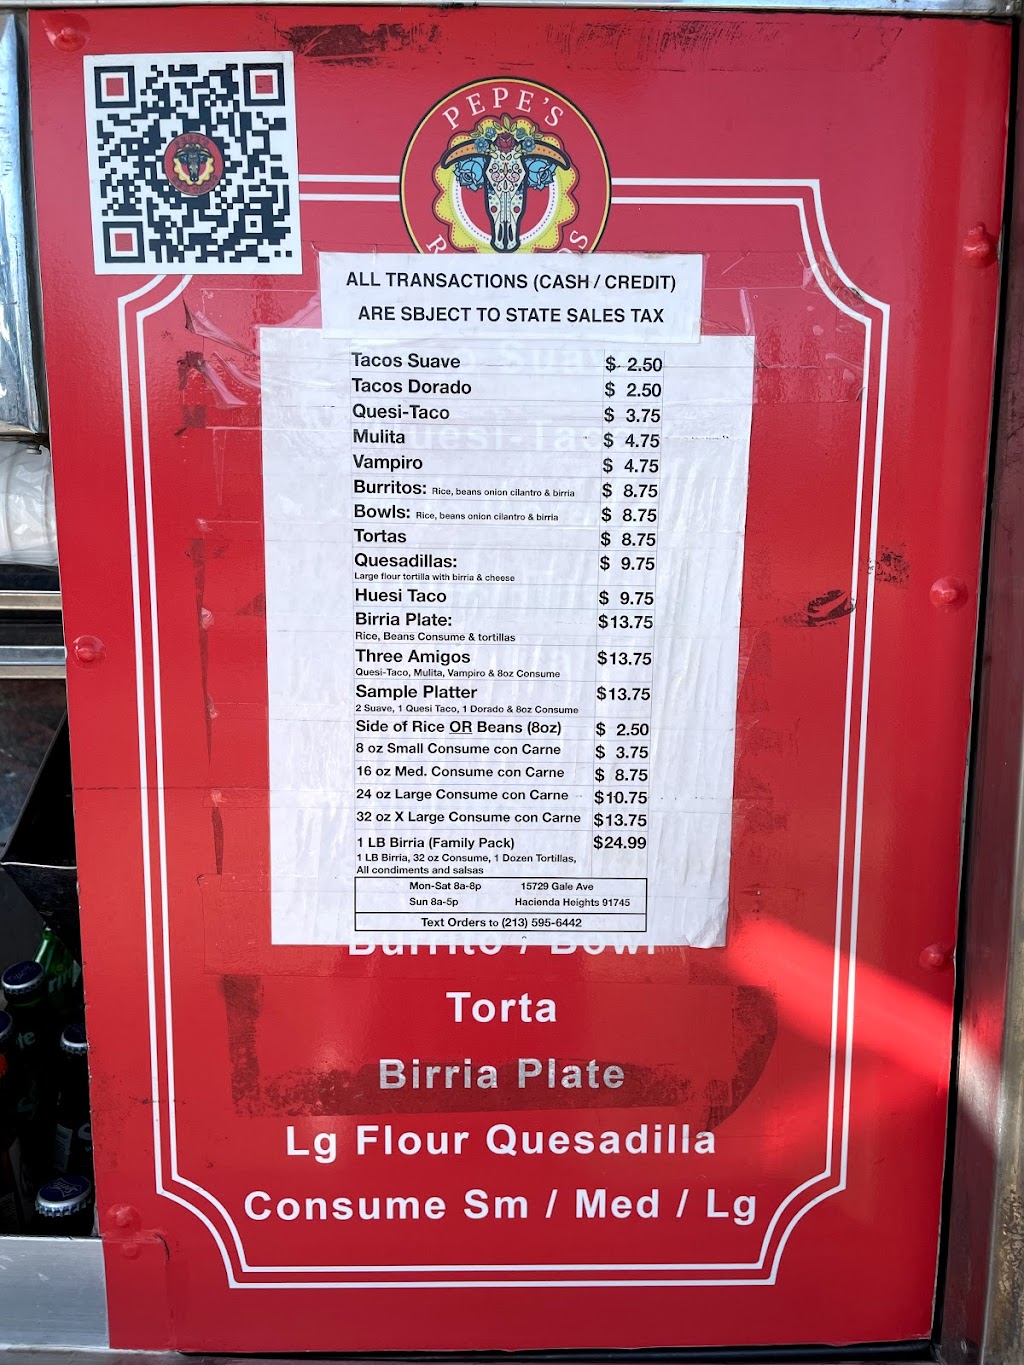 PEPE'S
ALL TRANSACTIONS (CASH / CREDIT)
ARE SBJECT TO STATE SALES TAX
Tacos Suave $ 2.50
Tacos Dorado $ 2.50
Quesi-Taco $ 3.75
Mulita $ 4.75
Vampiro $ 4.75
Burritos: Rice, beans onion cilantro & birria $ 8.75
Bowls: Rice, beans onion cilantro & birria $ 8.75
Tortas $ 8.75
Quesadillas: $ 9.75
Large flour tortilla with birria & cheese
Huesi Taco $ 9.75
Birria Plate: $13.75
Rice, Beans Consume & tortillas
Three Amigos $13.75
Quesi-Taco, Mulita, Vampiro & 8oz Consume
Sample Platter $13.75
2 Suave, 1 Quesi Taco, 1 Dorado & 8oz Consume
Side of Rice OR Beans (8oz) $ 2.50
8 oz Small Consume con Carne $ 3.75
16 oz Med. Consume con Carne $ 8.75
24 oz Large Consume con Carne $10.75
32 oz X Large Consume con Carne $13.75
1 LB Birria (Family Pack) $24.99
1 LB Birria, 32 oz Consume, 1 Dozen Tortillas,
All condiments and salsas
Mon-Sat 8a-8p 15729 Gale Ave
Sun 8a-5p Hacienda Heights 91745
Text Orders to (213) 595-6442
Burrito / Bowl
Torta
Birria Plate
Lg Flour Quesadilla
Consume Sm / Med / Lg